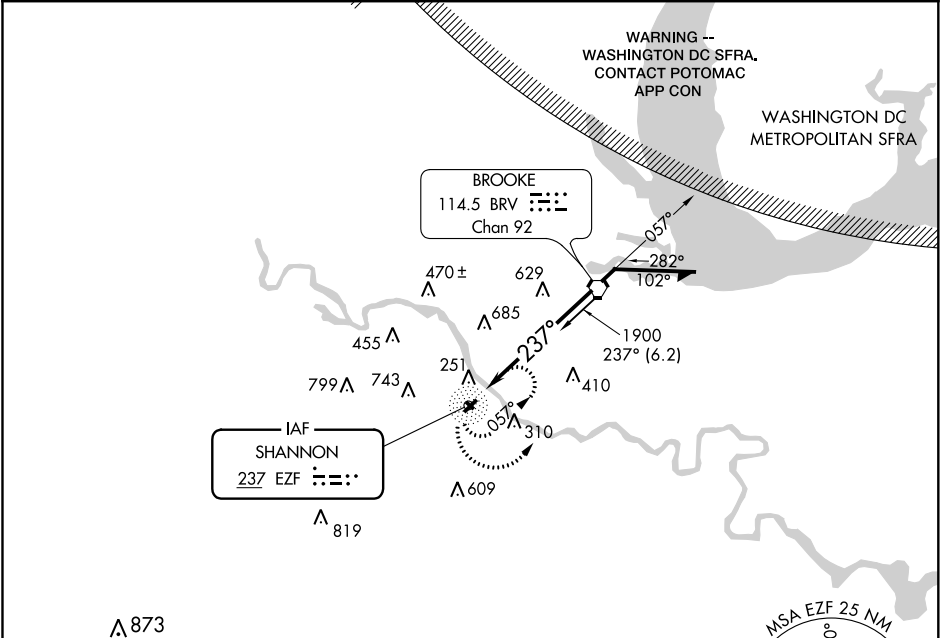 WARNING --
WASHINGTON DC SFRA.
CONTACT POTOMAC
APP CON
WASHINGTON DC
METROPOLITAN SFRA
BROOKE
114.5 BRV
Chan 92
057°
282°
102°
470 ±
629
685
237°
1900
237° (6.2)
455
251
799
743
410
057°
310
IAF
SHANNON
237 EZF
609
819
873
MSA EZF 25 NM
0°